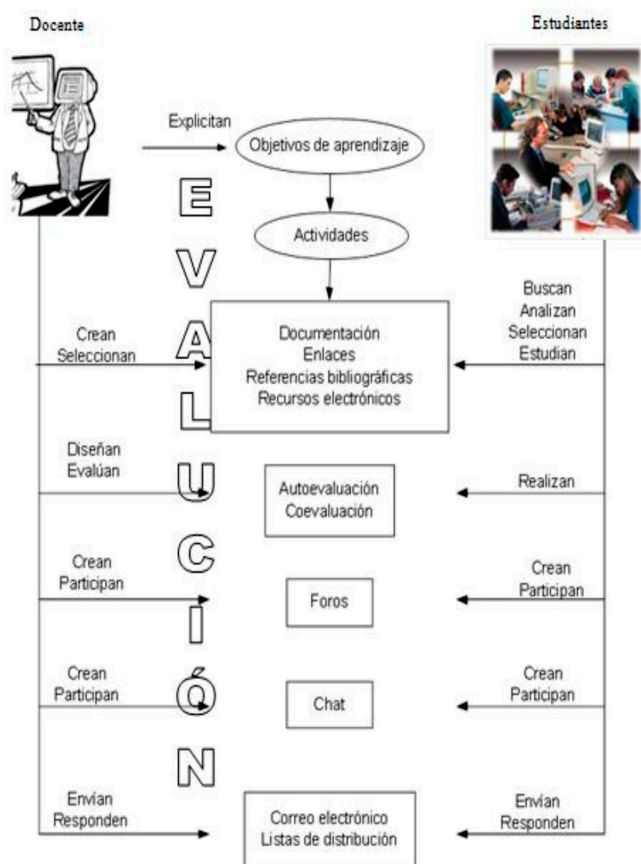 Docente
Estudiantes
Explicitan
Objetivos de aprendizaje
Actividades
E
V
A
L
U
C
I
Ó
N
Crean
Seleccionan
Documentación
Enlaces
Referencias bibliográficas
Recursos electrónicos
Buscan
Analizan
Seleccionan
Estudian
Diseñan
Evalúan
Autoevaluación
Coevaluación
Realizan
Crean
Participan
Foros
Crean
Participan
Crean
Participan
Chat
Crean
Participan
Envían
Responden
Correo electrónico
Listas de distribución
Envían
Responden